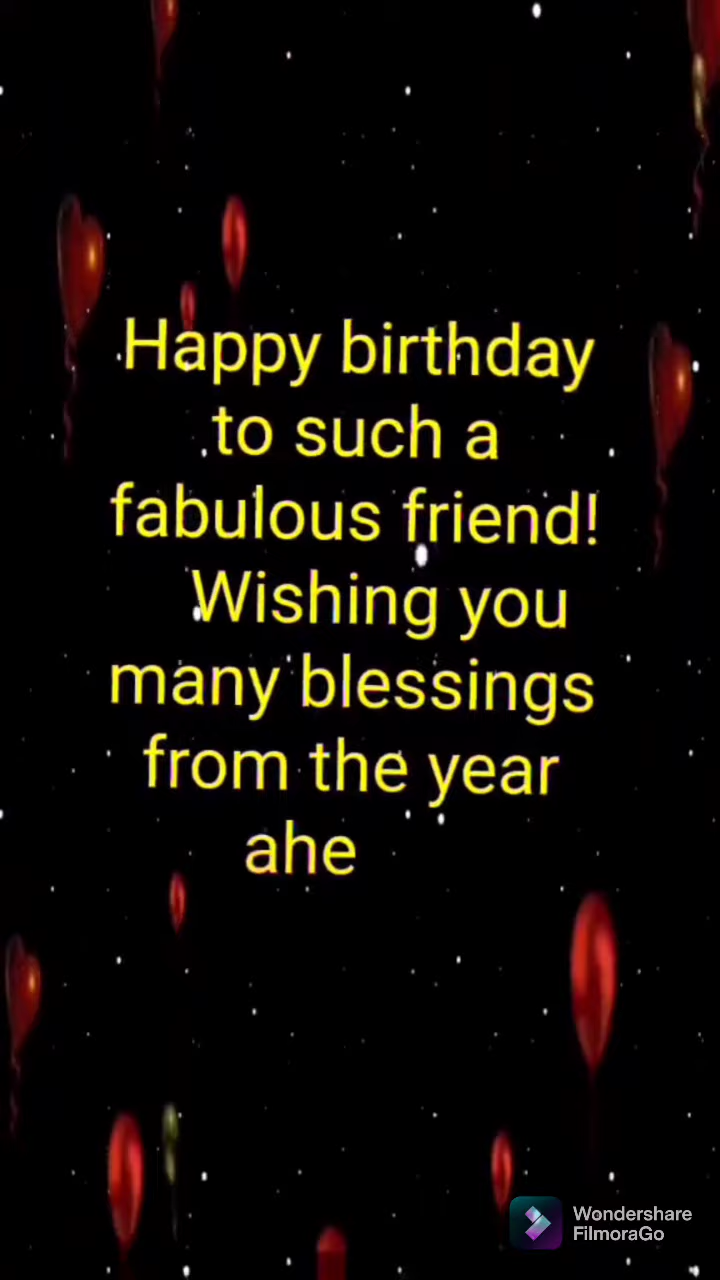 Happy birthday
to such a
fabulous friend!
Wishing you
many blessings
from the year
ahe
Wondershare
FilmoraGo